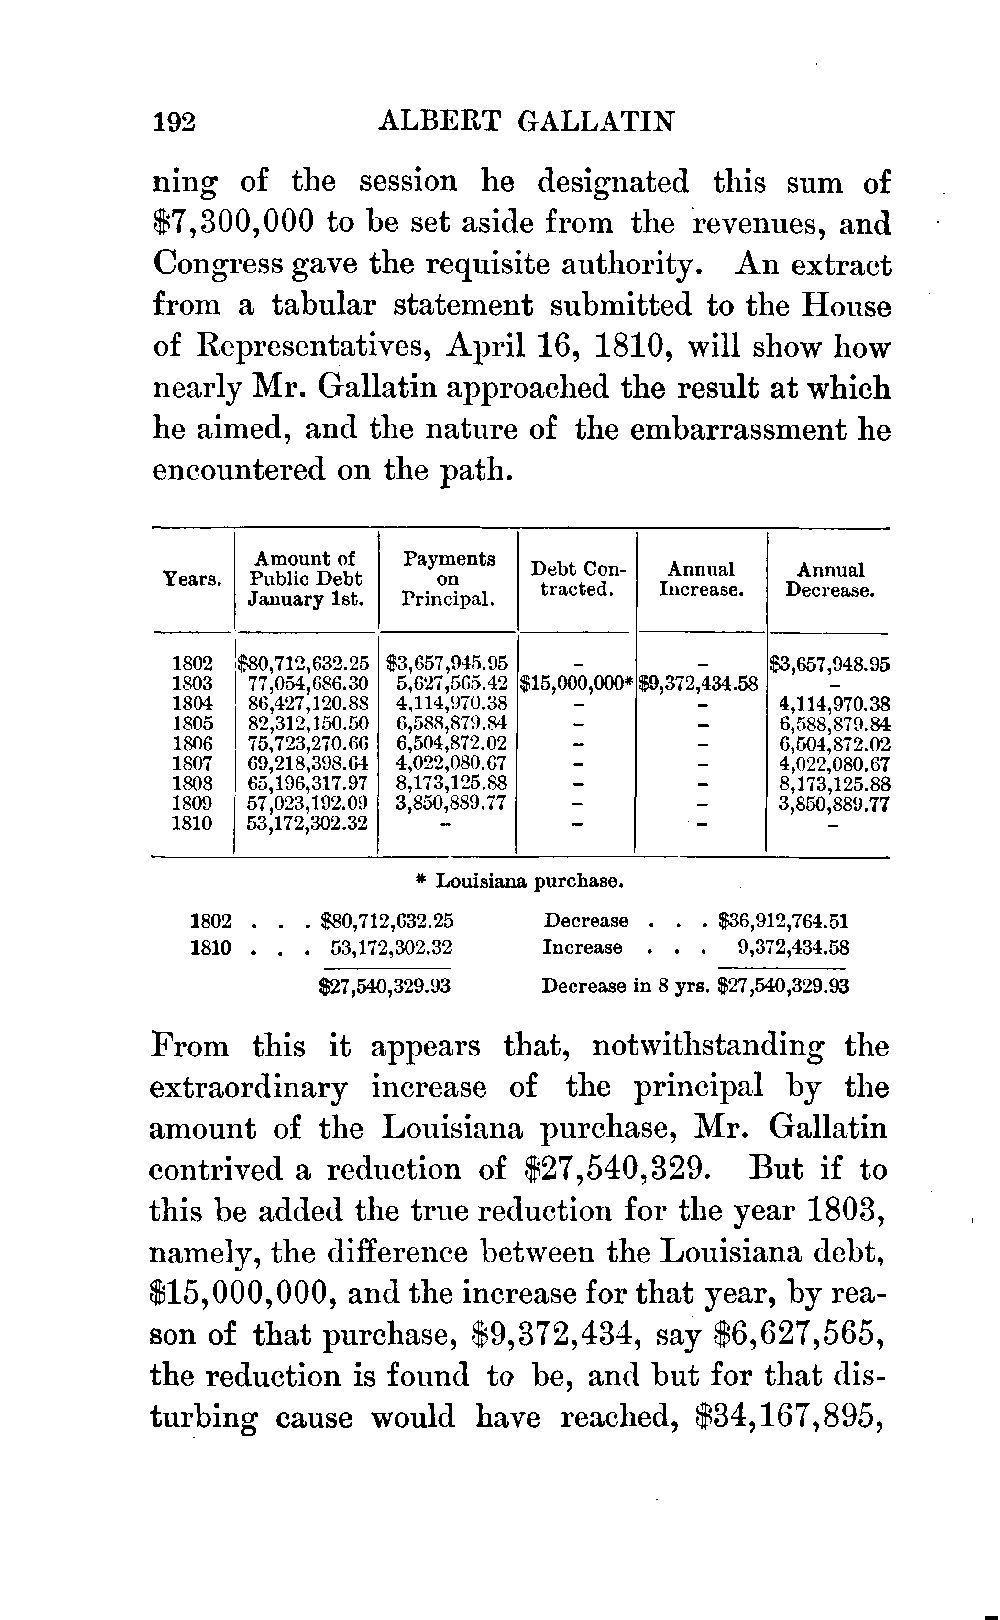 192 ALBERT GALLATIN
ning of the session he designated this sum of
$7,300,000 to be set aside from the revenues, and
Congress gave the requisite authority. An extract
from a tabular statement submitted to the House
of Representatives, April 16, 1810, will show how
nearly Mr. Gallatin approached the result at which
he aimed, and the nature of the embarrassment he
encountered on the path.
Years. Amount of Public Debt January 1st. Payments on Principal. Debt Con- tracted. Annual Increase. Annual Decrease.
1802 $80,712,632.25 $3,657,945.95 – – $3,657,948.95
1803 77,054,686.30 5,627,565.42 $15,000,000* $9,372,434.58 –
1804 86,427,120.88 4,114,970.38 – – 4,114,970.38
1805 82,312,150.50 6,588,879.84 – – 6,588,879.84
1806 75,723,270.66 6,504,872.02 – – 6,504,872.02
1807 69,218,398.64 4,022,080.67 – – 4,022,080.67
1808 65,196,317.97 8,173,125.88 – – 8,173,125.88
1809 57,023,192.09 3,850,889.77 – – 3,850,889.77
1810 53,172,302.32 – – – –
* Louisiana purchase.
1802 . . . $80,712,632.25 Decrease . . . $36,912,764.51
1810 . . . 53,172,302.32 Increase . . . 9,372,434.58
$27,540,329.93 Decrease in 8 yrs. $27,540,329.93
From this it appears that, notwithstanding the
extraordinary increase of the principal by the
amount of the Louisiana purchase, Mr. Gallatin
contrived a reduction of $27,540,329. But if to
this be added the true reduction for the year 1803,
namely, the difference between the Louisiana debt,
$15,000,000, and the increase for that year, by rea-
son of that purchase, $9,372,434, say $6,627,565,
the reduction is found to be, and but for that dis-
turbing cause would have reached, $34,167,895,